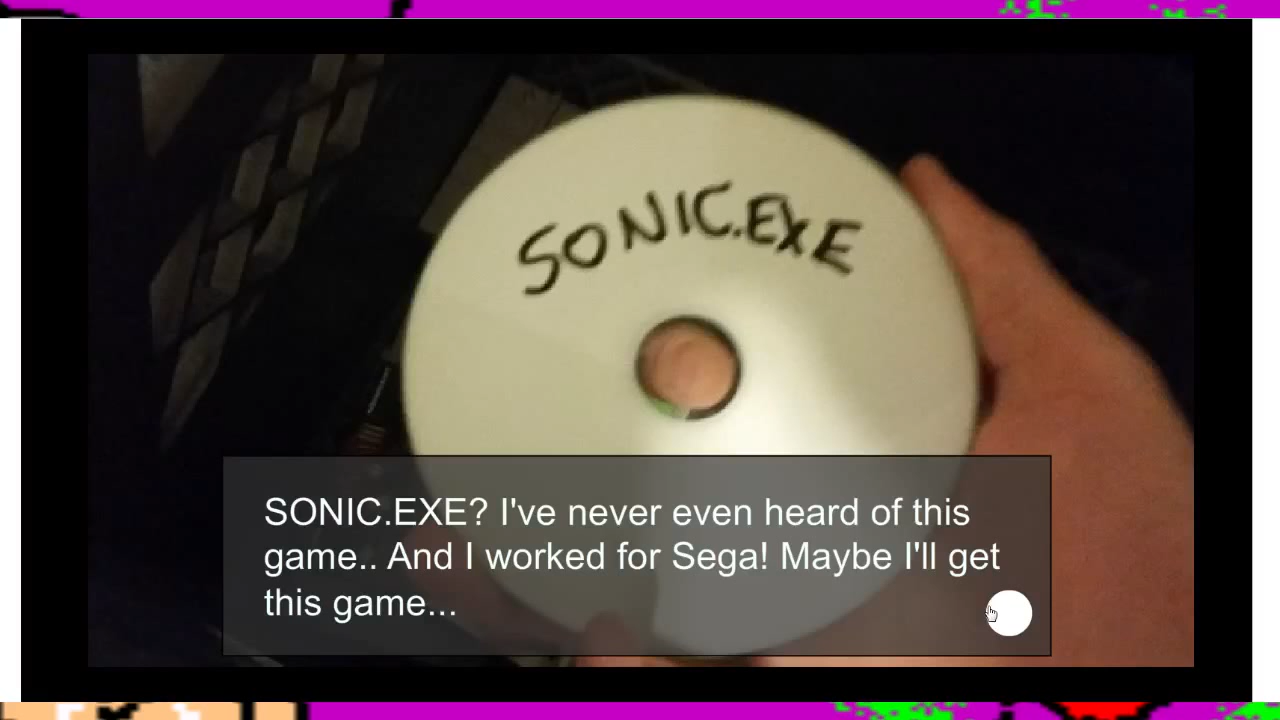 SONIC.EXE
SONIC.EXE? I've never even heard of this
game.. And I worked for Sega! Maybe I'll get
this game...